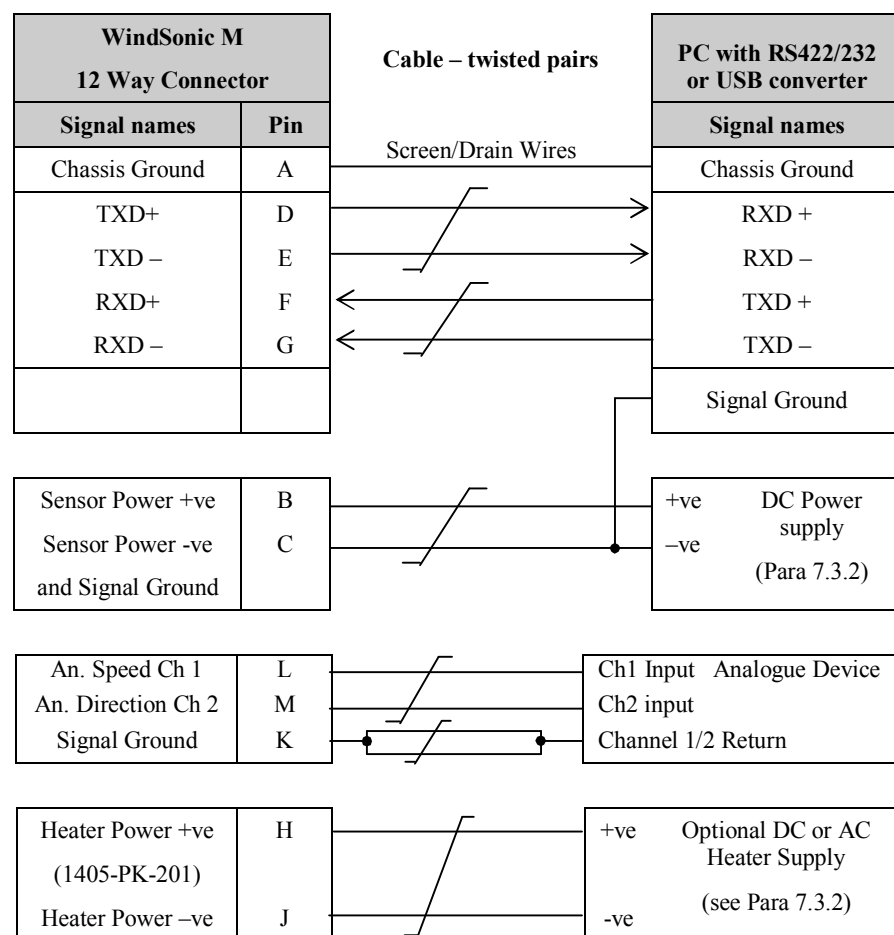 WindSonic M
12 Way Connector
Cable – twisted pairs
PC with RS422/232
or USB converter
Signal names Pin
Signal names
Screen/Drain Wires
Chassis Ground A
Chassis Ground
TXD+ D
RXD +
TXD – E
RXD –
RXD+ F
TXD +
RXD – G
TXD –
Signal Ground
Sensor Power +ve B
+ve DC Power
supply
Sensor Power -ve C
–ve
and Signal Ground
(Para 7.3.2)
An. Speed Ch 1 L
Ch1 Input Analogue Device
An. Direction Ch 2 M
Ch2 input
Signal Ground K
Channel 1/2 Return
Heater Power +ve H
+ve Optional DC or AC
Heater Supply
(1405-PK-201)
(see Para 7.3.2)
Heater Power –ve J
-ve